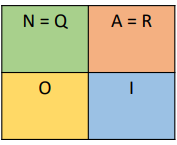 N = Q
A = R
O
I